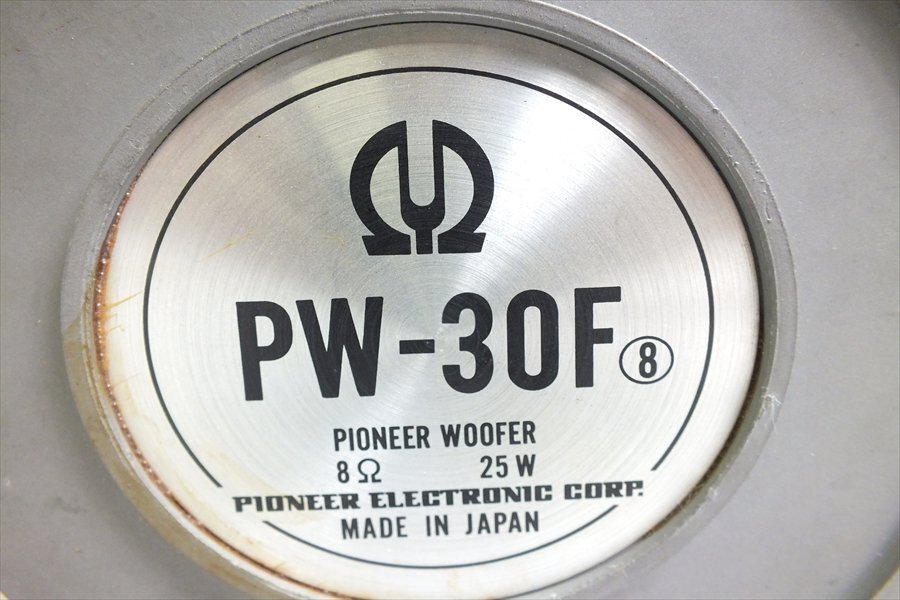 PW-30F⑧
PIONEER WOOFER
8Ω 25W
PIONEER ELECTRONIC CORP.
MADE IN JAPAN